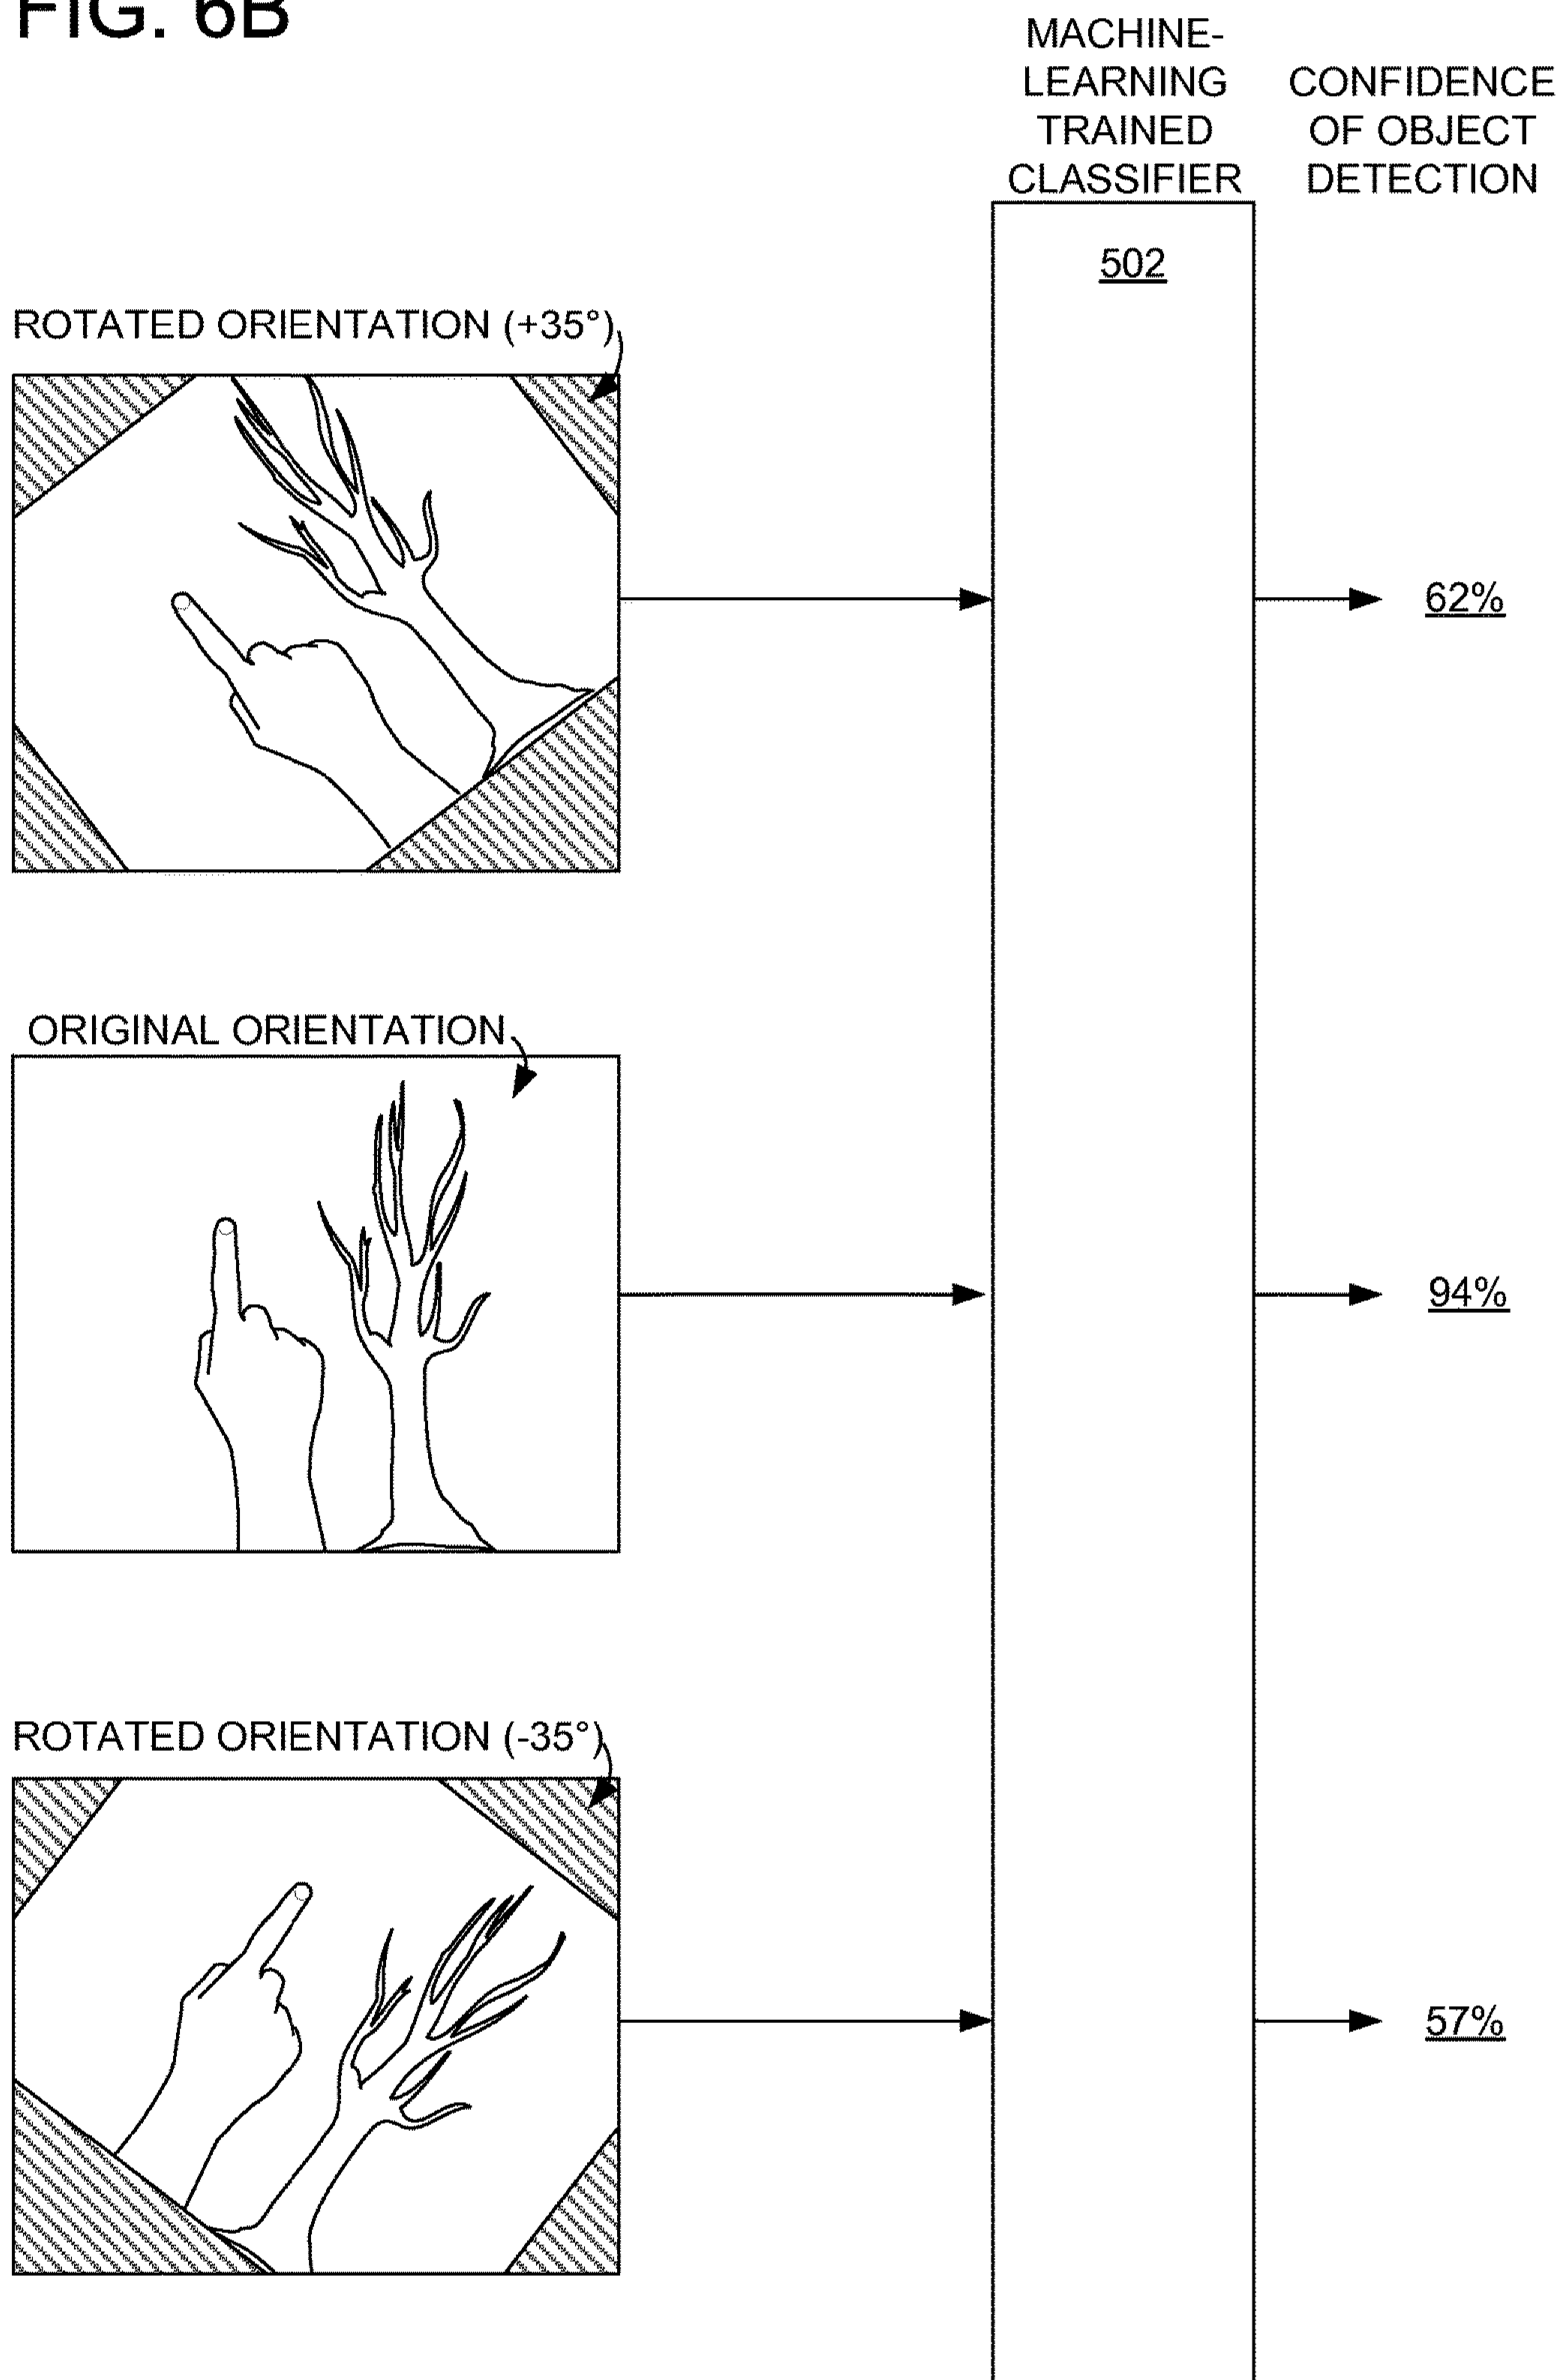 FIG. 6B
MACHINE-
LEARNING
TRAINED
CLASSIFIER
CONFIDENCE
OF OBJECT
DETECTION
502
ROTATED ORIENTATION (+35°)
62%
ORIGINAL ORIENTATION
94%
ROTATED ORIENTATION (-35°)
57%